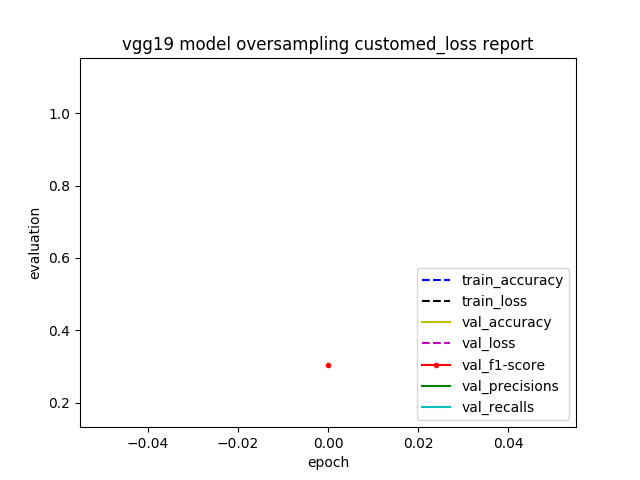 vgg19 model oversampling customed_loss report
evaluation
1.0
0.8
0.6
0.4
0.2
−0.04
−0.02
0.00
0.02
0.04
epoch
train_accuracy
train_loss
val_accuracy
val_loss
val_f1-score
val_precisions
val_recalls